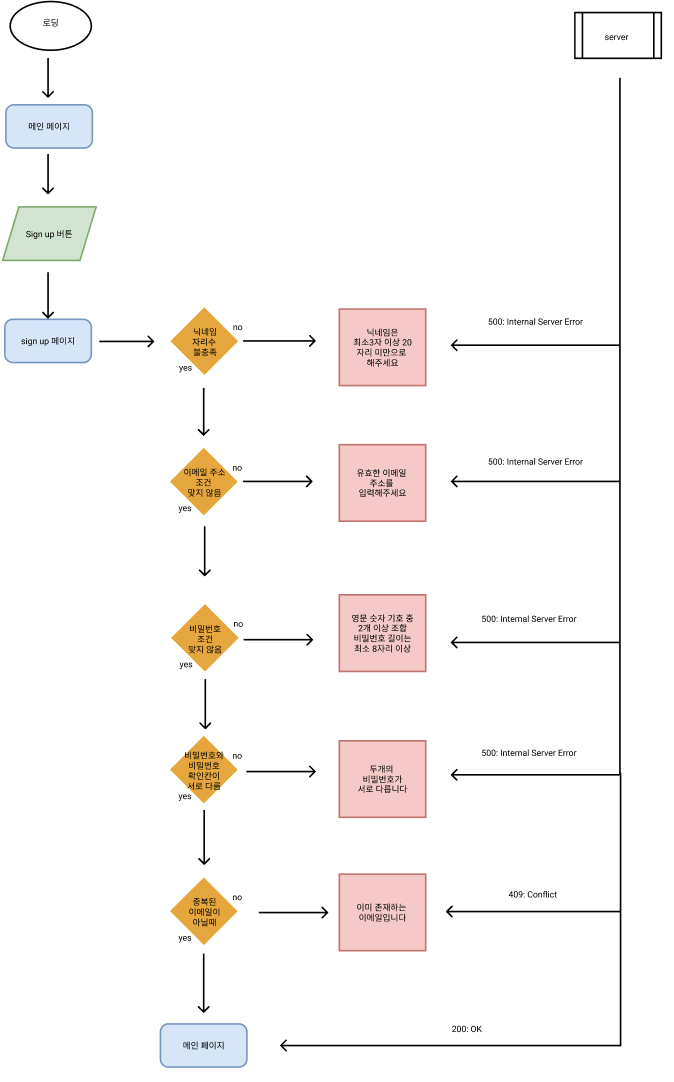 로딩
server
메인 페이지
Sign up 버튼
sign up 페이지
닉네임
자리수
불충족
no
yes
닉네임은
최소3자 이상 20
자리 미만으로
해주세요
500: Internal Server Error
이메일 주소
조건
맞지 않음
no
yes
유효한 이메일
주소를
입력해주세요
500: Internal Server Error
비밀번호
조건
맞지 않음
no
yes
영문 숫자 기호 중
2개 이상 조합
비밀번호 길이는
최소 8자리 이상
500: Internal Server Error
비밀번호와
비밀번호
확인칸이
서로 다름
no
yes
두개의
비밀번호가
서로 다릅니다
500: Internal Server Error
중복된
이메일이
아닐때
no
yes
이미 존재하는
이메일입니다
409: Conflict
메인 페이지
200: OK